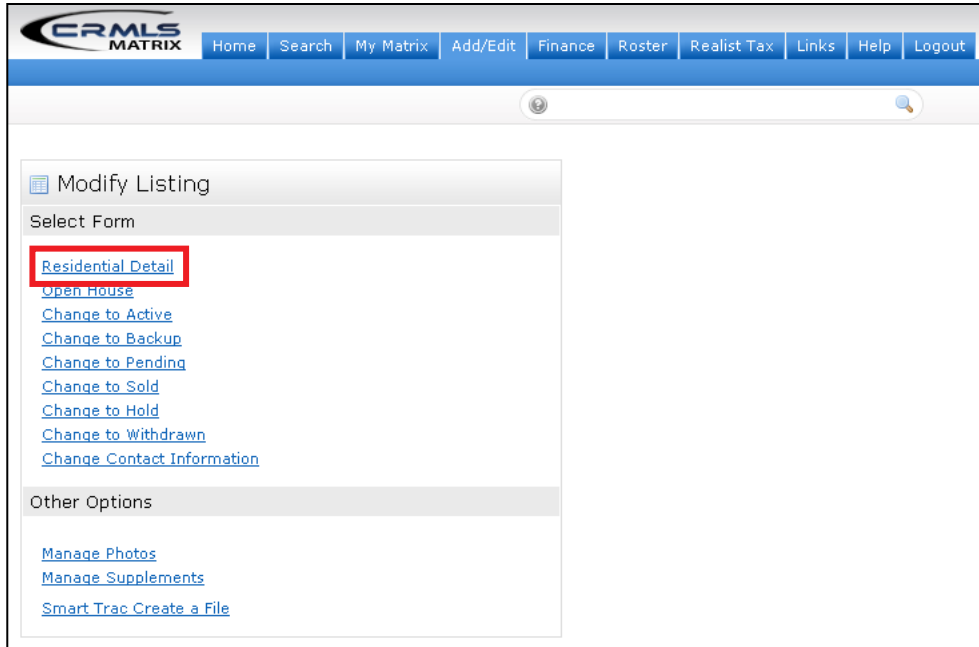 CRMLS
MATRIX
Home Search My Matrix Add/Edit Finance Roster Realist Tax Links Help Logout
?
Modify Listing
Select Form
Residential Detail
Open House
Change to Active
Change to Backup
Change to Pending
Change to Sold
Change to Hold
Change to Withdrawn
Change Contact Information
Other Options
Manage Photos
Manage Supplements
Smart Trac Create a File